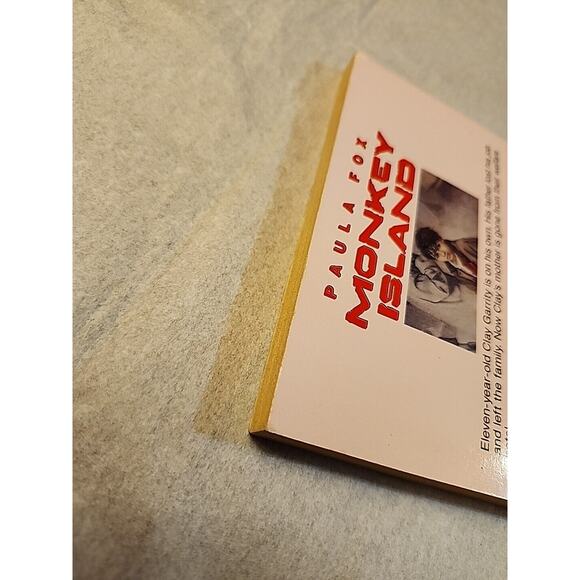 PAULA FOX
MONKEY
ISLAND
Eleven-year-old Clay Garrity is on his own, his father lost his job
and left the family. Now Clay's mother is gone from their welfare